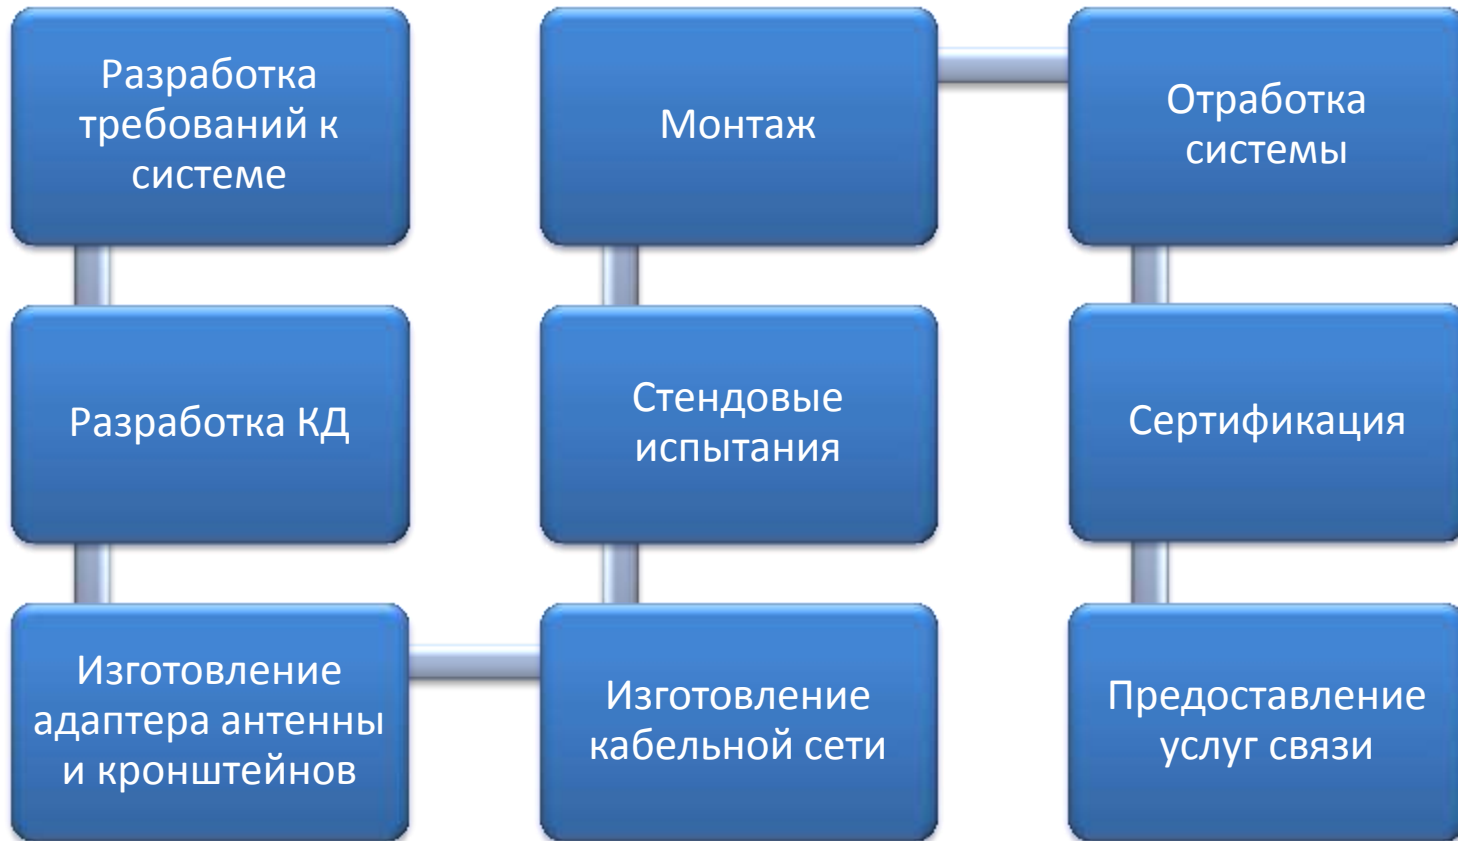 Разработка
требований к
системе
Разработка КД
Изготовление
адаптера антенны
и кронштейнов
Изготовление
кабельной сети
Стендовые
испытания
Монтаж
Отработка
системы
Сертификация
Предоставление
услуг связи